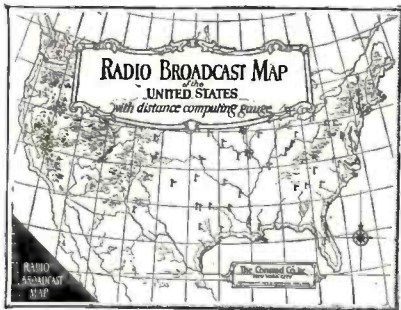 RADIO BROADCAST MAP
of the
UNITED STATES
with distance computing gauge
RADIO
BROADCAST
MAP
The Conrad Co. Inc.
NEW YORK CITY